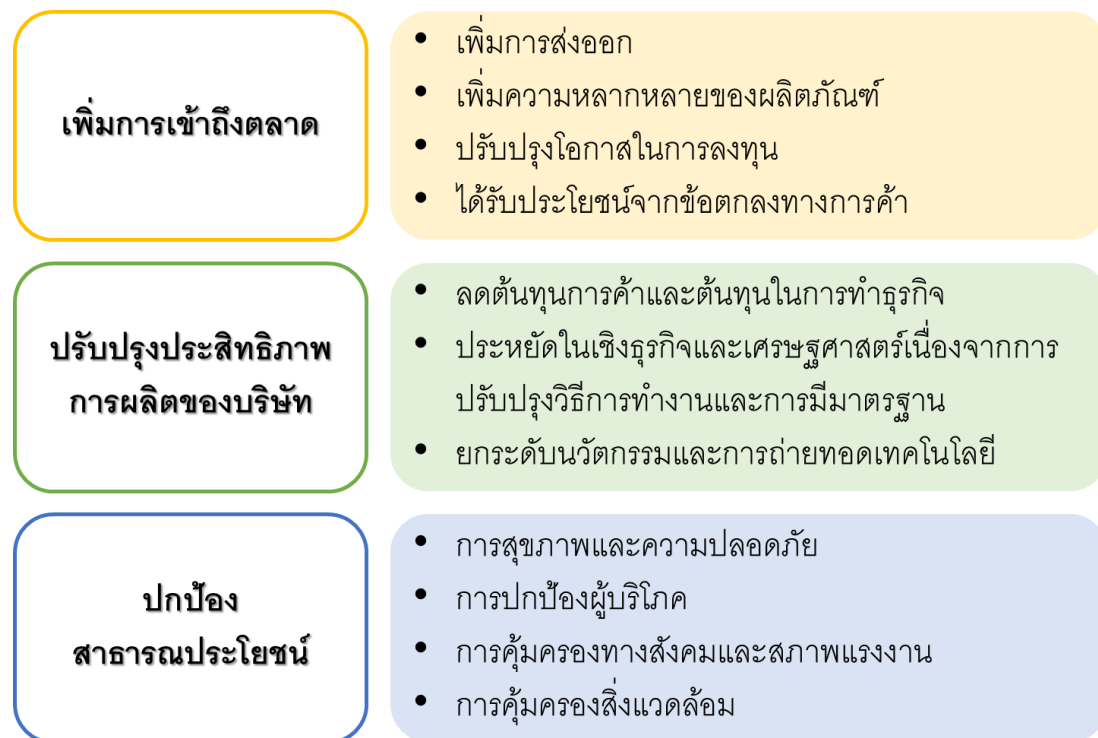 เพิ่มการเข้าถึงตลาด
• เพิ่มการส่งออก
• เพิ่มความหลากหลายของผลิตภัณฑ์
• ปรับปรุงโอกาสในการลงทุน
• ได้รับประโยชน์จากข้อตกลงทางการค้า
ปรับปรุงประสิทธิภาพ
การผลิตของบริษัท
• ลดต้นทุนการค้าและต้นทุนในการทำธุรกิจ
• ประหยัดในเชิงธุรกิจและเศรษฐศาสตร์เนื่องจากการ
ปรับปรุงวิธีการทำงานและการมีมาตรฐาน
• ยกระดับนวัตกรรมและการถ่ายทอดเทคโนโลยี
ปกป้อง
สาธารณประโยชน์
• การสุขภาพและความปลอดภัย
• การปกป้องผู้บริโภค
• การคุ้มครองทางสังคมและสภาพแรงงาน
• การคุ้มครองสิ่งแวดล้อม